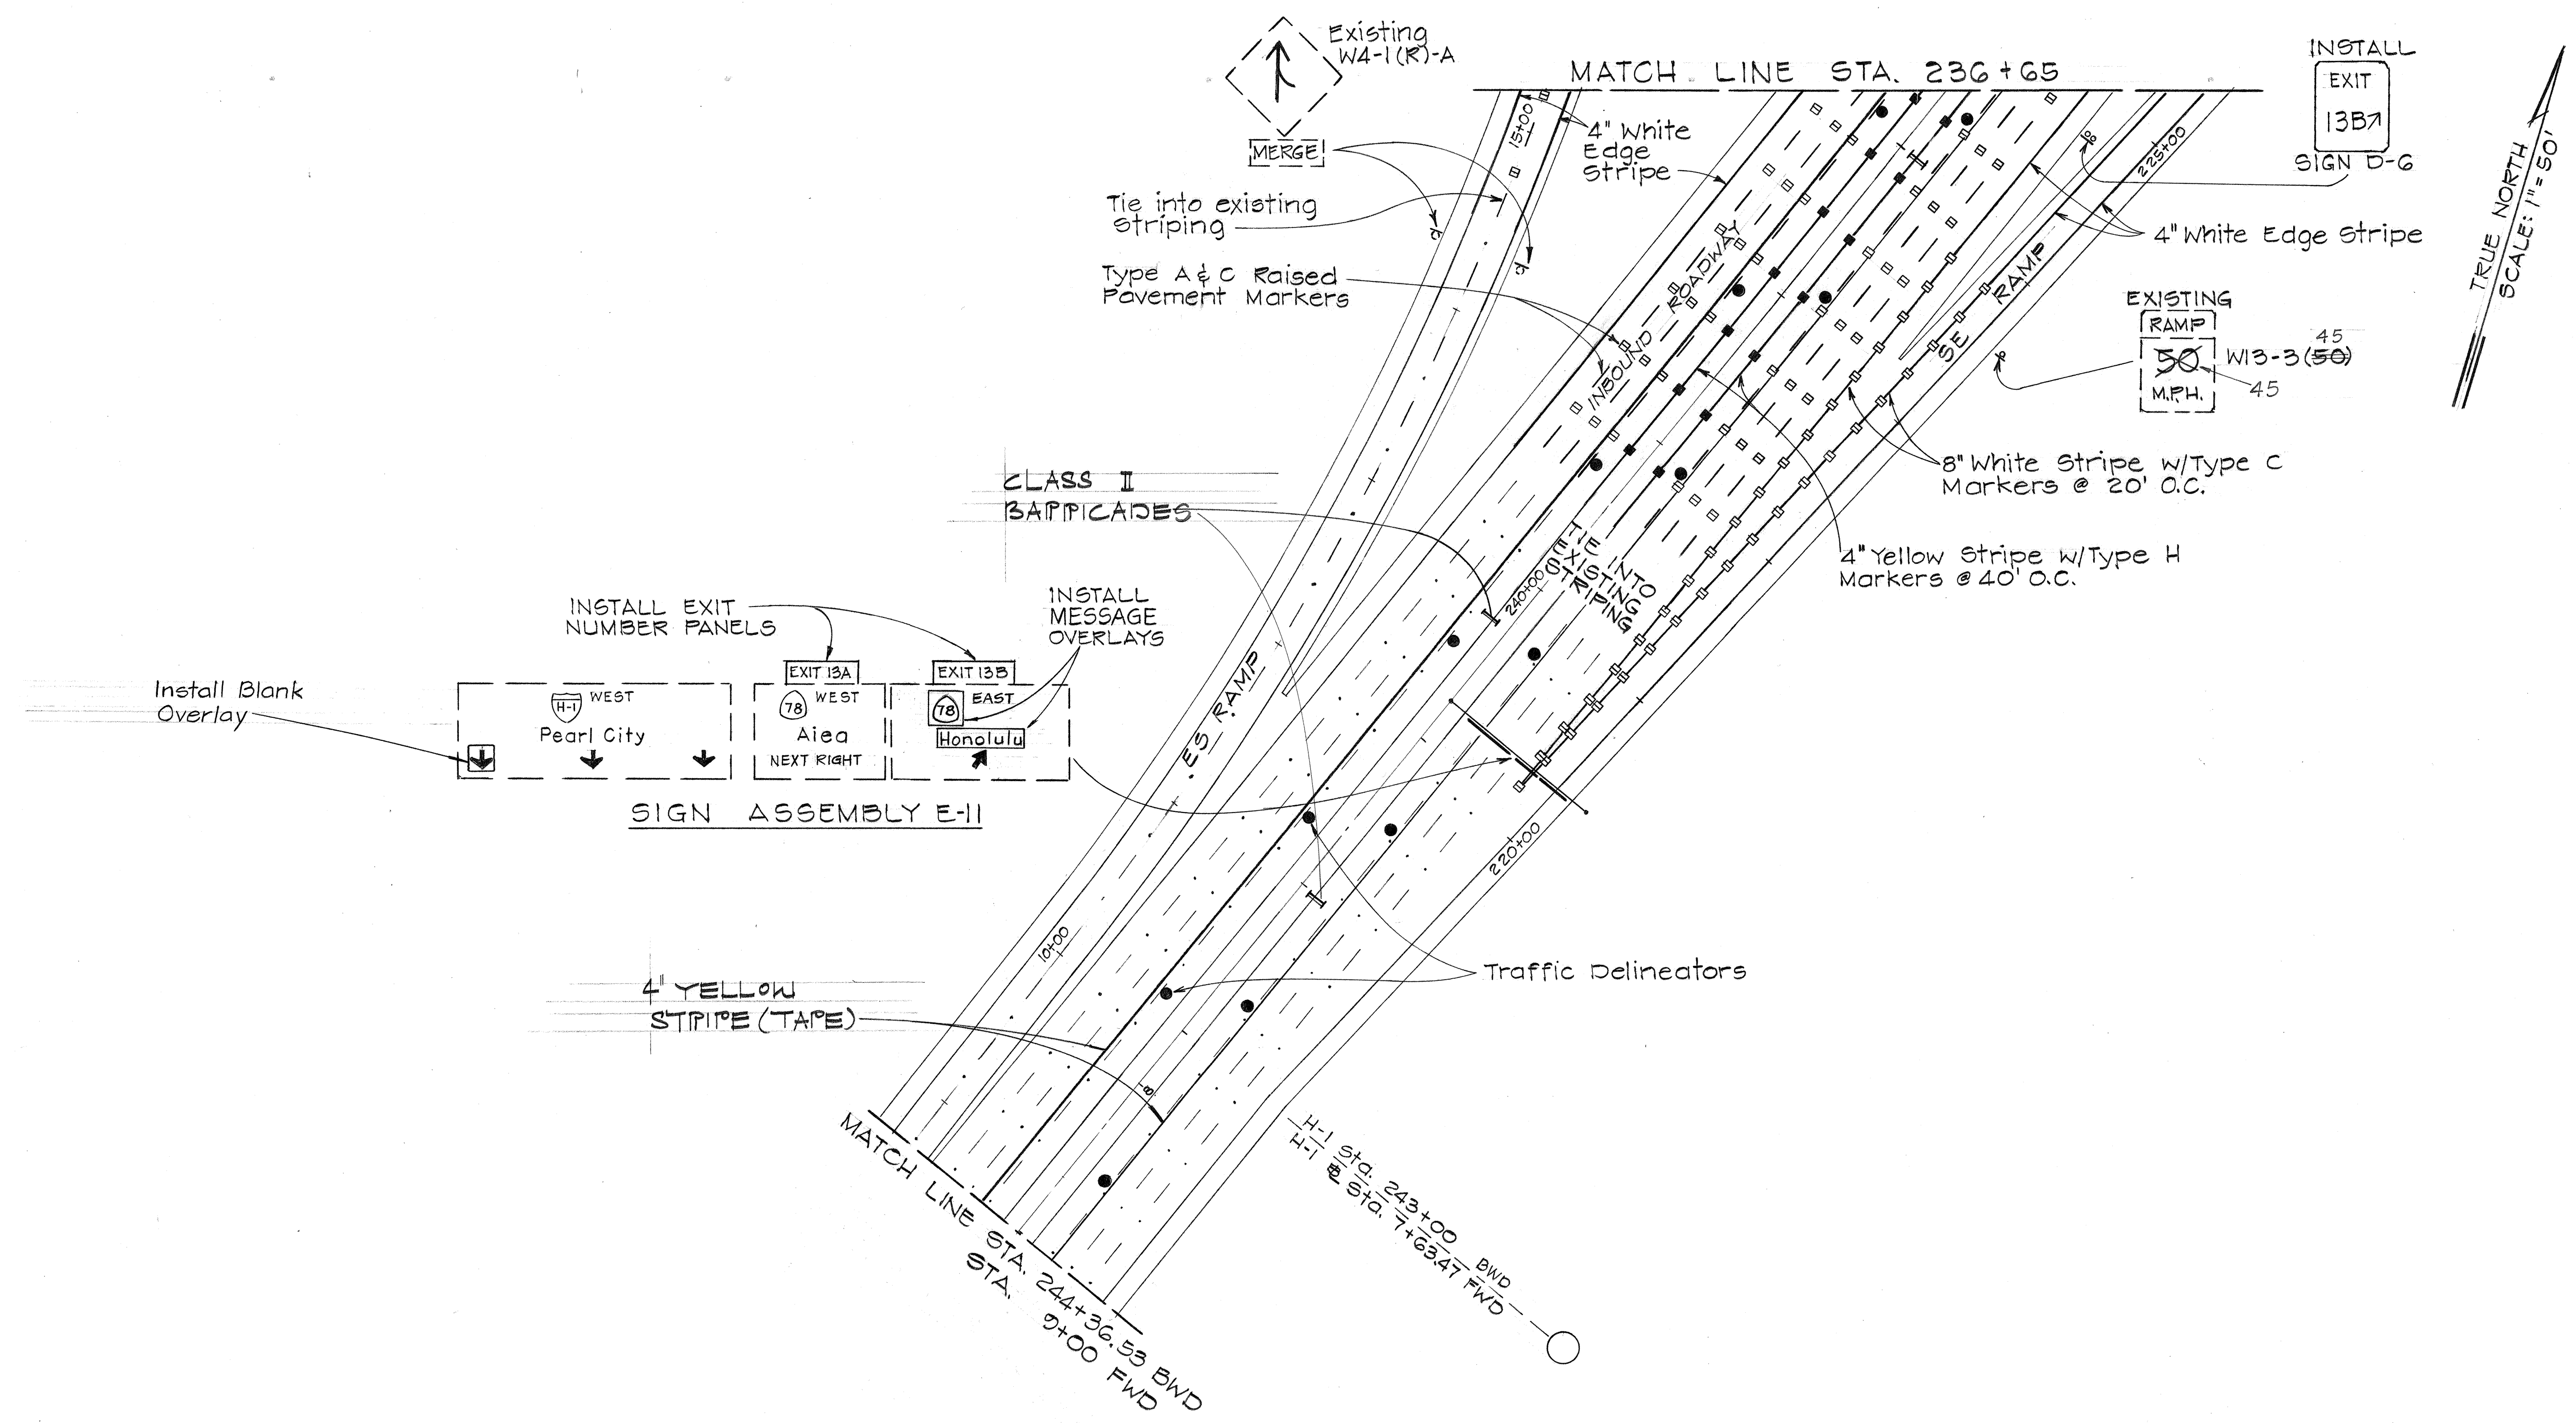 Existing
W4-1(R)-A
MERGE
MATCH LINE STA. 236+65
INSTALL
EXIT
13B↗
SIGN D-6
TRUE NORTH
SCALE: 1"=50'
15+00
4" White
Edge
Stripe
225+00
Tie into existing
Striping
4" White Edge Stripe
Type A & C Raised
Pavement Markers
INBOUND ROADWAY
SE RAMP
EXISTING
RAMP
50
M.P.H.
45
W13-3(50)
45
8" White Stripe w/Type C
Markers @ 20' O.C.
CLASS II
BARRICADES
4" Yellow Stripe w/Type H
Markers @ 40' O.C.
240+00
TIE INTO
EXISTING
STRIPING
INSTALL EXIT
NUMBER PANELS
INSTALL
MESSAGE
OVERLAYS
Install Blank
Overlay
H-1 WEST
Pearl City
EXIT 13A
78 WEST
Aiea
NEXT RIGHT
EXIT 13B
78 EAST
Honolulu
SIGN ASSEMBLY E-11
ES RAMP
220+00
10+00
Traffic Delineators
4" YELLOW
STRIPE (TAPE)
H-1 Sta. 243+00 BWD
H-1 ℄ Sta. 7+63.47 FWD
MATCH LINE STA. 244+36.53 BWD
STA. 9+00 FWD